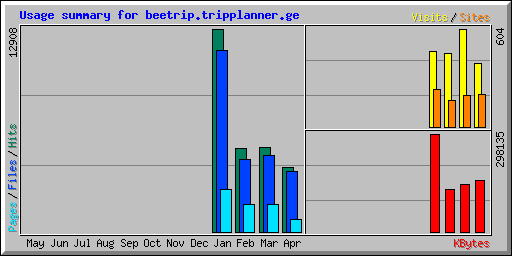 Usage summary for beetrip.tripplanner.ge
Visits/Sites
12908
604
298135
Pages/Files/Hits
May Jun Jul Aug Sep Oct Nov Dec Jan Feb Mar Apr
KBytes